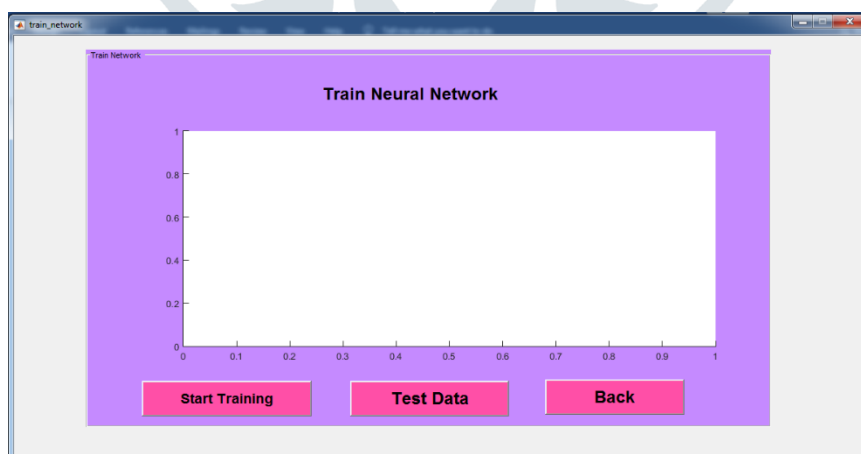 train_network
Train Network
Train Neural Network
1
0.8
0.6
0.4
0.2
0
0 0.1 0.2 0.3 0.4 0.5 0.6 0.7 0.8 0.9 1
Start Training Test Data Back